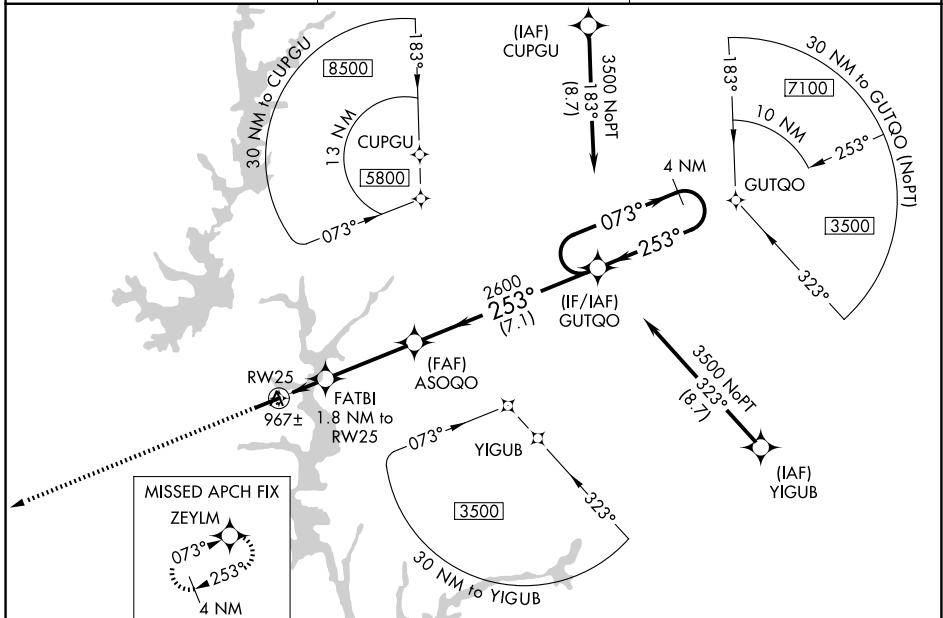 30 NM to CUPGU
8500
183°
13 NM
CUPGU
5800
073°
(IAF)
CUPGU
3500 NoPT
183°
(8.7)
30 NM to GUTQO (NoPT)
183°
7100
10 NM
253°
GUTQO
3500
323°
4 NM
073°
253°
(IF/IAF)
GUTQO
2600
253°
(7.1)
(FAF)
ASOQO
RW25
967±
FATBI
1.8 NM to
RW25
3500 NoPT
323°
(8.7)
(IAF)
YIGUB
073°
YIGUB
323°
3500
30 NM to YIGUB
MISSED APCH FIX
ZEYLM
073°
253°
4 NM